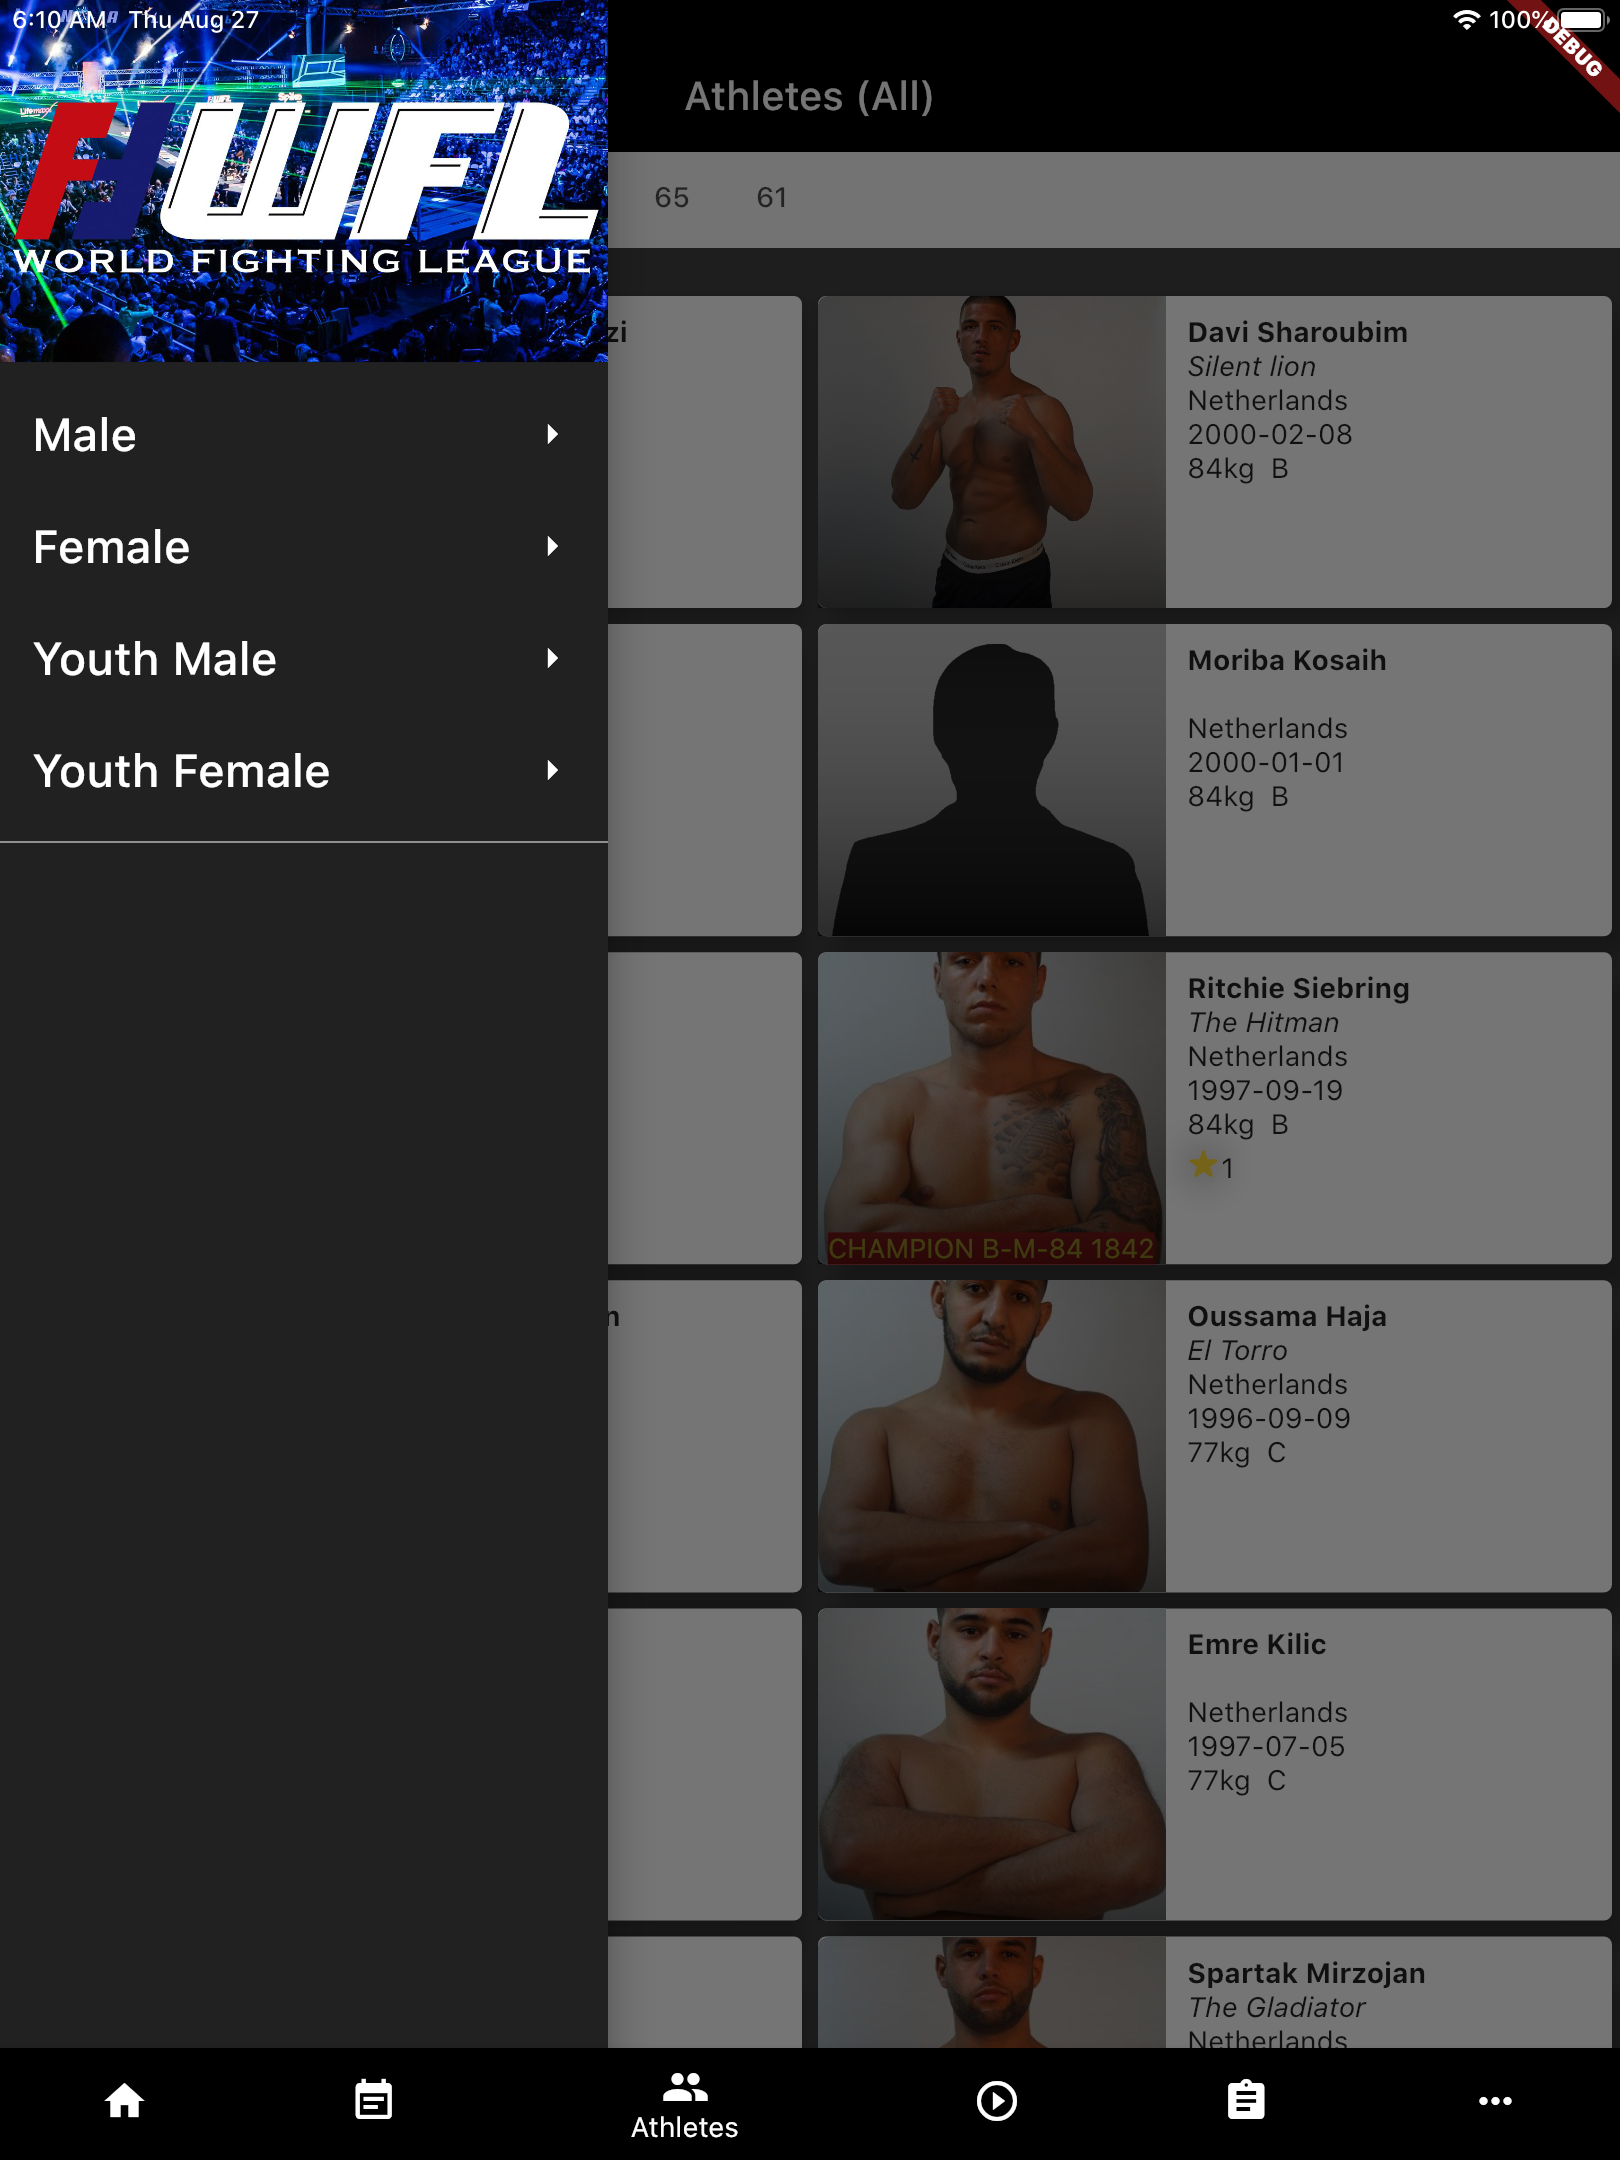 6:10 AM Thu Aug 27
100%
DEBUG
Athletes (All)
WFL
WORLD FIGHTING LEAGUE
65 61
Male
Female
Youth Male
Youth Female
zi
Davi Sharoubim
Silent lion
Netherlands
2000-02-08
84kg B
Moriba Kosaih
Netherlands
2000-01-01
84kg B
Ritchie Siebring
The Hitman
Netherlands
1997-09-19
84kg B
1
CHAMPION B-M-84 1842
n
Oussama Haja
El Torro
Netherlands
1996-09-09
77kg C
Emre Kilic
Netherlands
1997-07-05
77kg C
Spartak Mirzojan
The Gladiator
Netherlands
Athletes